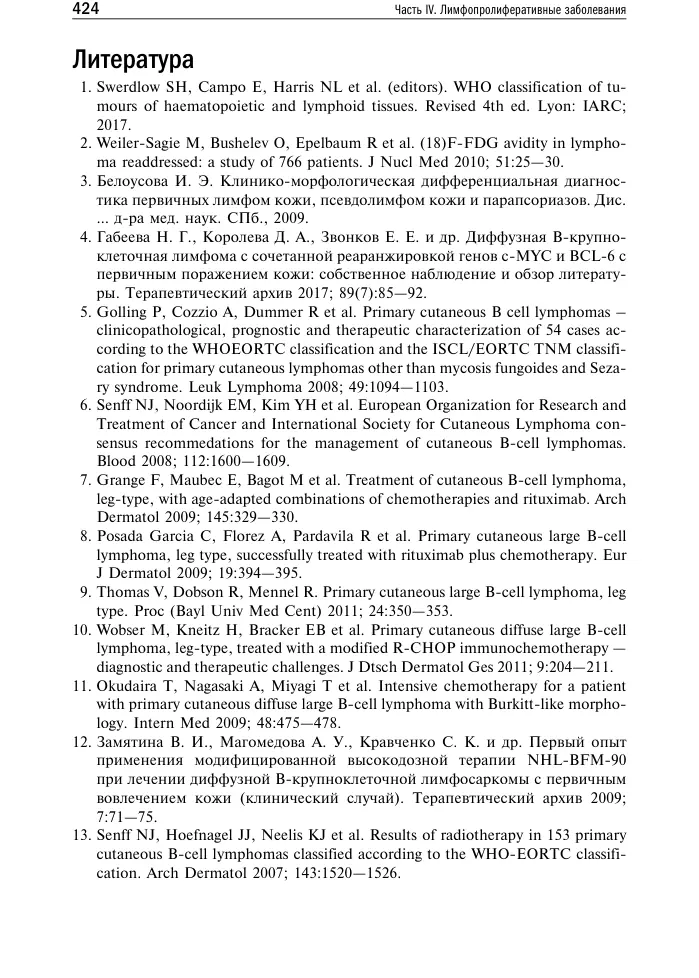 424
Часть IV. Лимфопролиферативные заболевания
Литература
1. Swerdlow SH, Campo E, Harris NL et al. (editors). WHO classification of tu-
mours of haematopoietic and lymphoid tissues. Revised 4th ed. Lyon: IARC;
2017.
2. Weiler-Sagie M, Bushelev O, Epelbaum R et al. (18)F-FDG avidity in lympho-
ma readdressed: a study of 766 patients. J Nucl Med 2010; 51:25—30.
3. Белоусова И. Э. Клинико-морфологическая дифференциальная диагнос-
тика первичных лимфом кожи, псевдолимфом кожи и парапсориазов. Дис.
... д-ра мед. наук. СПб., 2009.
4. Габеева Н. Г., Королева Д. А., Звонков Е. Е. и др. Диффузная В-крупно-
клеточная лимфома с сочетанной реаранжировкой генов c-MYC и BCL-6 с
первичным поражением кожи: собственное наблюдение и обзор литерату-
ры. Терапевтический архив 2017; 89(7):85—92.
5. Golling P, Cozzio A, Dummer R et al. Primary cutaneous B cell lymphomas –
clinicopathological, prognostic and therapeutic characterization of 54 cases ac-
cording to the WHOEORTC classification and the ISCL/EORTC TNM classifi-
cation for primary cutaneous lymphomas other than mycosis fungoides and Seza-
ry syndrome. Leuk Lymphoma 2008; 49:1094—1103.
6. Senff NJ, Noordijk EM, Kim YH et al. European Organization for Research and
Treatment of Cancer and International Society for Cutaneous Lymphoma con-
sensus recommedations for the management of cutaneous B-cell lymphomas.
Blood 2008; 112:1600—1609.
7. Grange F, Maubec E, Bagot M et al. Treatment of cutaneous B-cell lymphoma,
leg-type, with age-adapted combinations of chemotherapies and rituximab. Arch
Dermatol 2009; 145:329—330.
8. Posada Garcia C, Florez A, Pardavila R et al. Primary cutaneous large B-cell
lymphoma, leg type, successfully treated with rituximab plus chemotherapy. Eur
J Dermatol 2009; 19:394—395.
9. Thomas V, Dobson R, Mennel R. Primary cutaneous large B-cell lymphoma, leg
type. Proc (Bayl Univ Med Cent) 2011; 24:350—353.
10. Wobser M, Kneitz H, Bracker EB et al. Primary cutaneous diffuse large B-cell
lymphoma, leg-type, treated with a modified R-CHOP immunochemotherapy —
diagnostic and therapeutic challenges. J Dtsch Dermatol Ges 2011; 9:204—211.
11. Okudaira T, Nagasaki A, Miyagi T et al. Intensive chemotherapy for a patient
with primary cutaneous diffuse large B-cell lymphoma with Burkitt-like morpho-
logy. Intern Med 2009; 48:475—478.
12. Замятина В. И., Магомедова А. У., Кравченко С. К. и др. Первый опыт
применения модифицированной высокодозной терапии NHL-BFM-90
при лечении диффузной В-крупноклеточной лимфосаркомы с первичным
вовлечением кожи (клинический случай). Терапевтический архив 2009;
7:71—75.
13. Senff NJ, Hoefnagel JJ, Neelis KJ et al. Results of radiotherapy in 153 primary
cutaneous B-cell lymphomas classified according to the WHO-EORTC classifi-
cation. Arch Dermatol 2007; 143:1520—1526.